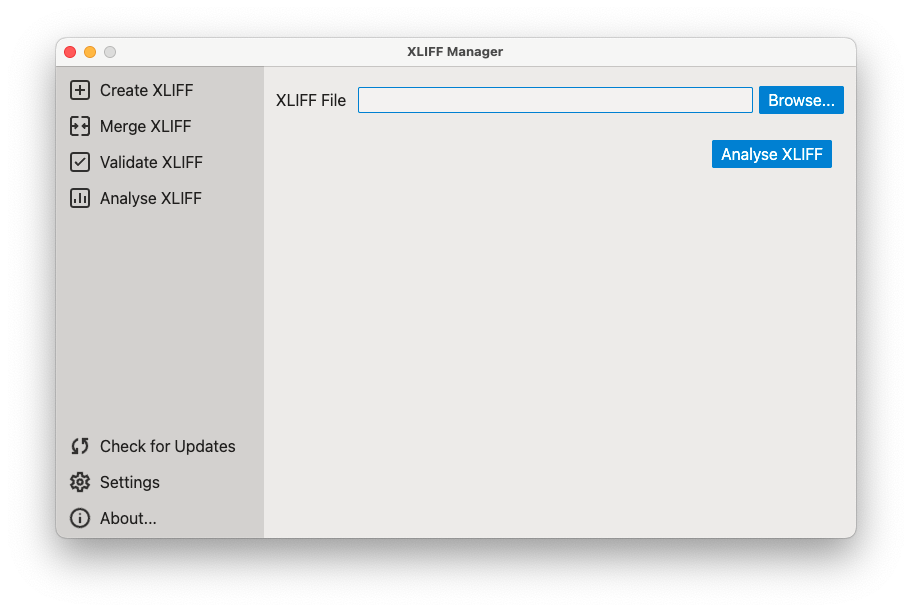 XLIFF Manager
Create XLIFF
Merge XLIFF
Validate XLIFF
Analyse XLIFF
XLIFF File
Browse...
Analyse XLIFF
Check for Updates
Settings
About...